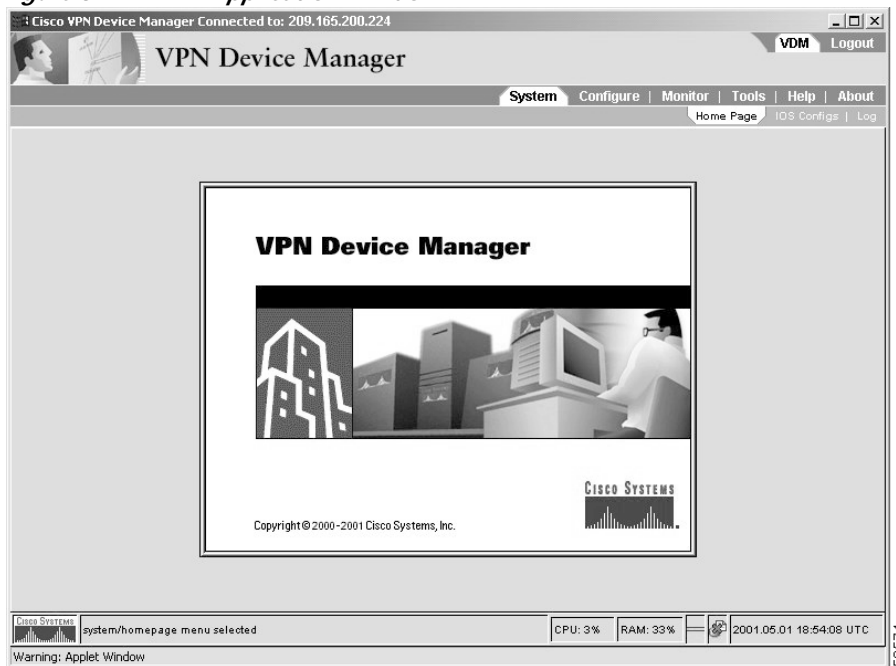 Cisco VPN Device Manager Connected to: 209.165.200.224
VPN Device Manager
VDM Logout
System Configure | Monitor | Tools | Help | About
Home Page IOS Configs | Log
VPN Device Manager
CISCO SYSTEMS
Copyright © 2000-2001 Cisco Systems, Inc.
CISCO SYSTEMS
system/homepage menu selected
CPU: 3% RAM: 33% 2001.05.01 18:54:08 UTC
Warning: Applet Window